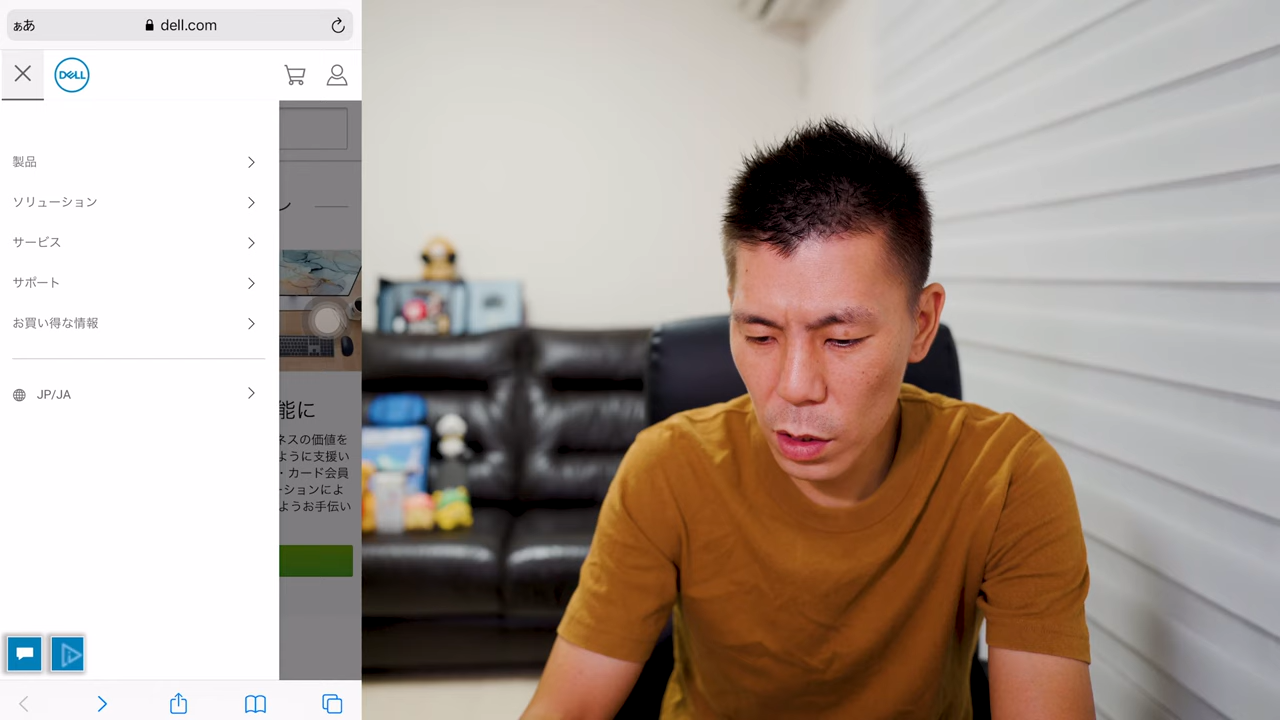 ぁあ dell.com
DELL
製品
ソリューション
サービス
サポート
お買い得な情報
JP/JA
ン
能に
ネスの価値を
ように支援い
・カード会員
ーションによ
ようお手伝い